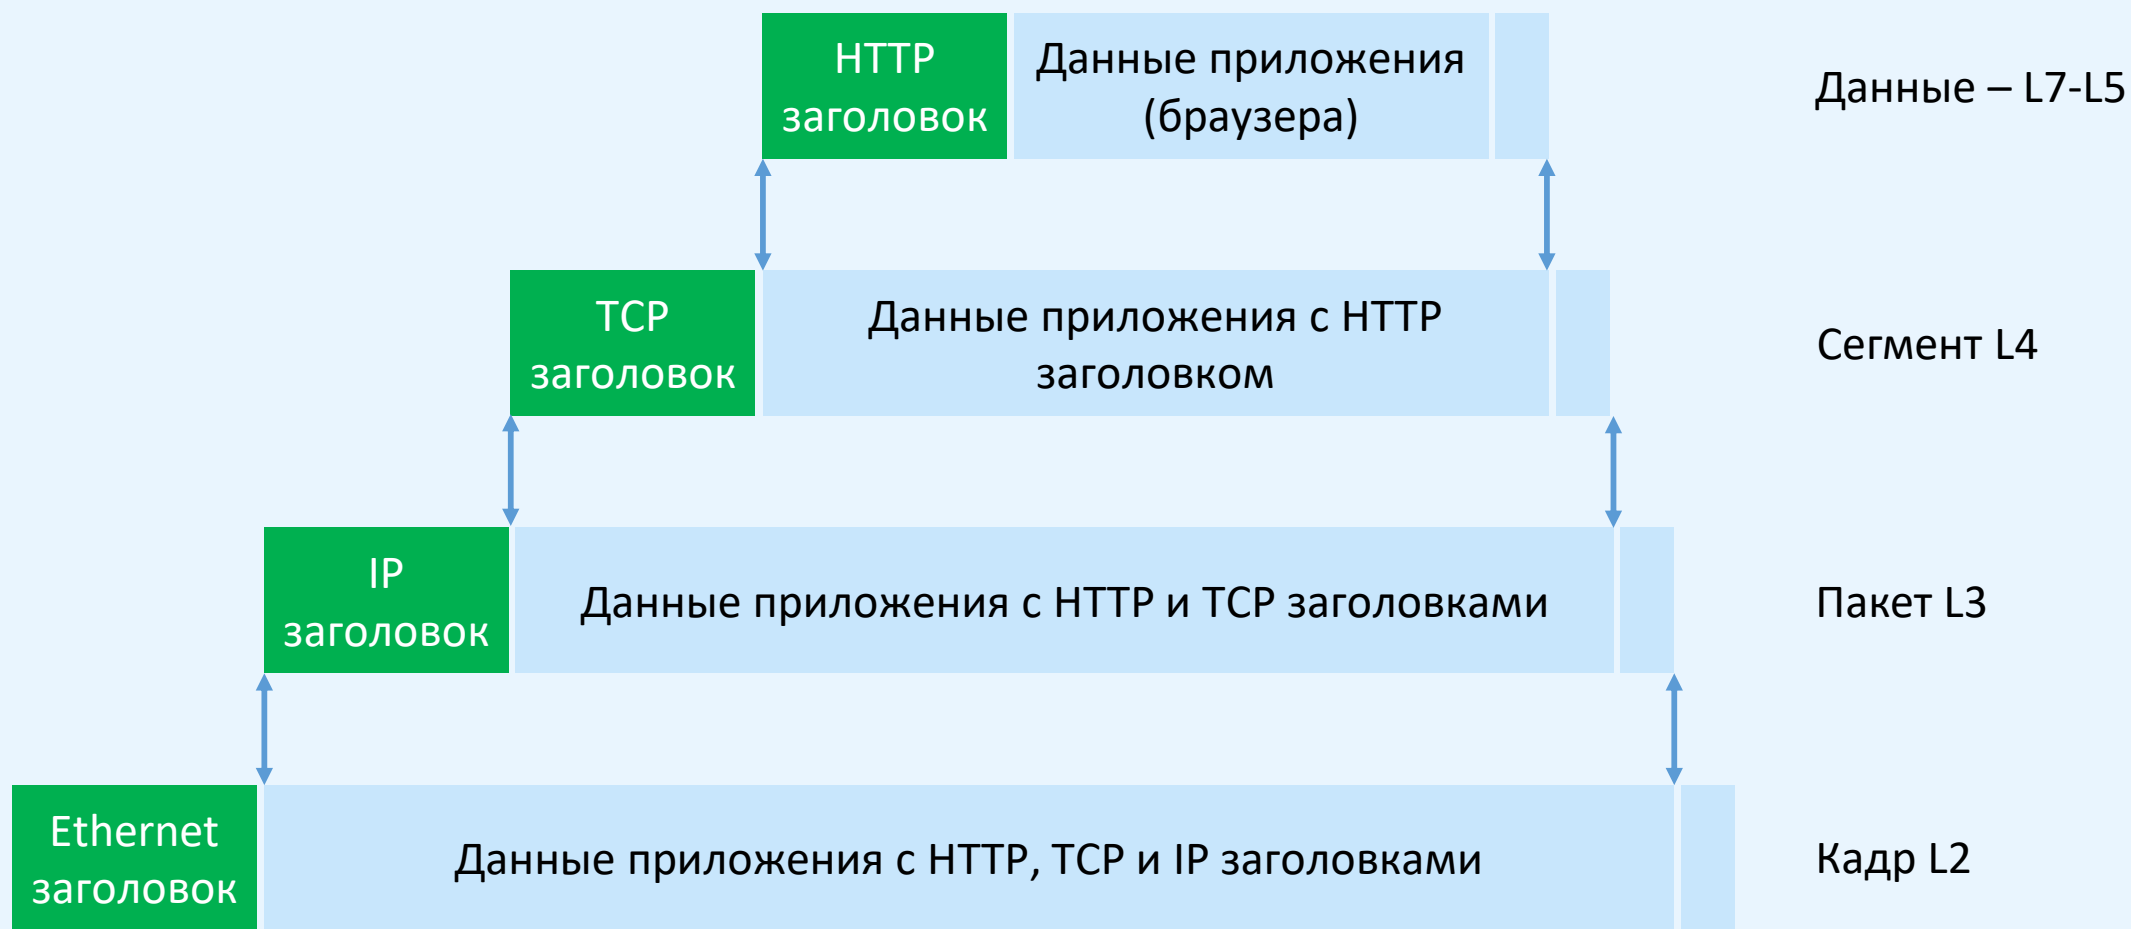 HTTP
заголовок
Данные приложения
(браузера)
Данные – L7-L5
TCP
заголовок
Данные приложения с HTTP
заголовком
Сегмент L4
IP
заголовок
Данные приложения с HTTP и TCP заголовками
Пакет L3
Ethernet
заголовок
Данные приложения с HTTP, TCP и IP заголовками
Кадр L2